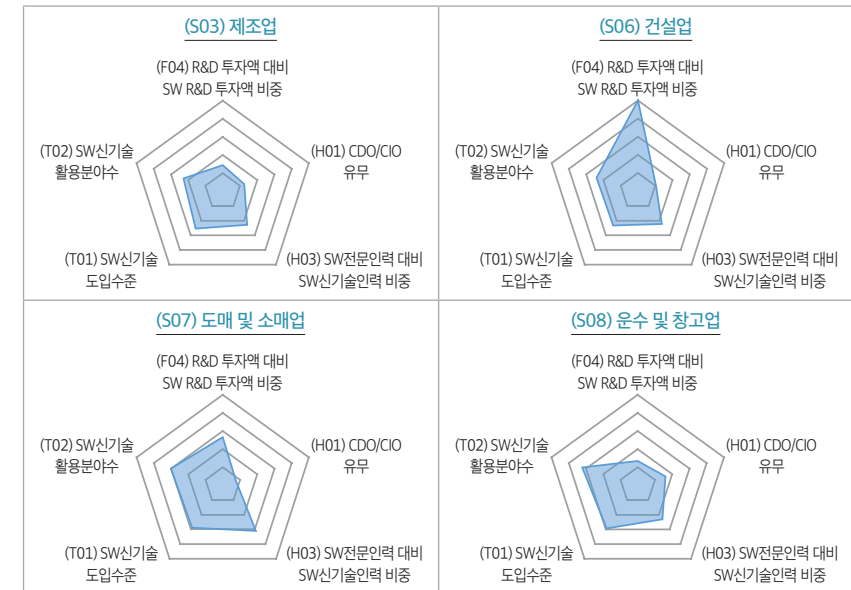 (S03) 제조업
(F04) R&D 투자액 대비
SW R&D 투자액 비중
(T02) SW신기술
활용분야수
(H01) CDO/CIO
유무
(T01) SW신기술
도입수준
(H03) SW전문인력 대비
SW신기술인력 비중
(S06) 건설업
(F04) R&D 투자액 대비
SW R&D 투자액 비중
(T02) SW신기술
활용분야수
(H01) CDO/CIO
유무
(T01) SW신기술
도입수준
(H03) SW전문인력 대비
SW신기술인력 비중
(S07) 도매 및 소매업
(F04) R&D 투자액 대비
SW R&D 투자액 비중
(T02) SW신기술
활용분야수
(H01) CDO/CIO
유무
(T01) SW신기술
도입수준
(H03) SW전문인력 대비
SW신기술인력 비중
(S08) 운수 및 창고업
(F04) R&D 투자액 대비
SW R&D 투자액 비중
(T02) SW신기술
활용분야수
(H01) CDO/CIO
유무
(T01) SW신기술
도입수준
(H03) SW전문인력 대비
SW신기술인력 비중